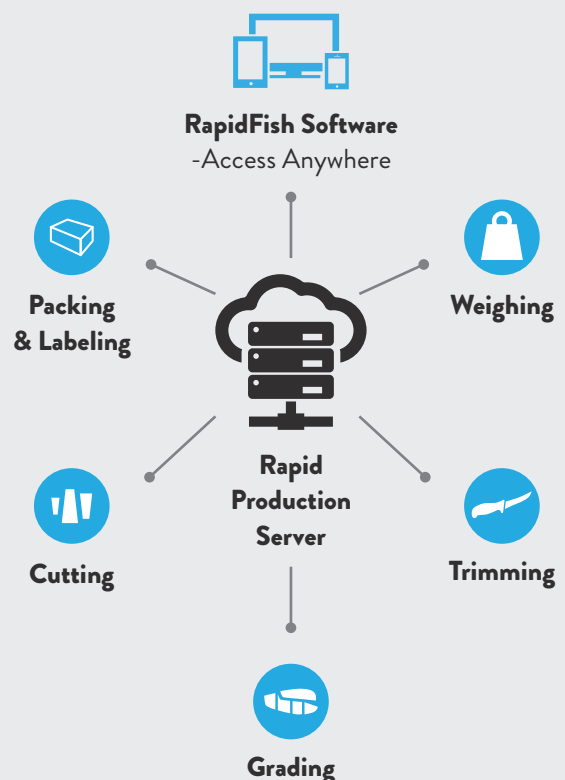 RapidFish Software
-Access Anywhere
Packing
& Labeling
Weighing
Rapid
Production
Server
Cutting
Trimming
Grading